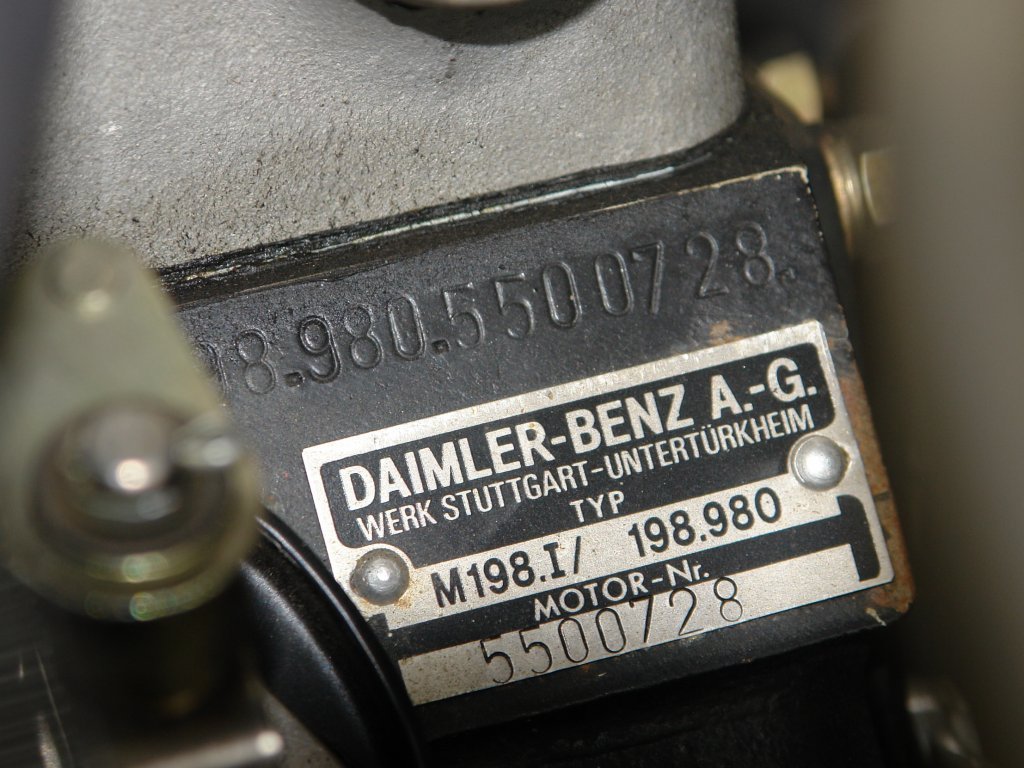 98.980.5500728.
DAIMLER-BENZ A.-G.
WERK STUTTGART-UNTERTÜRKHEIM
TYP
M198.I/ 198.980
MOTOR-Nr.
5500728